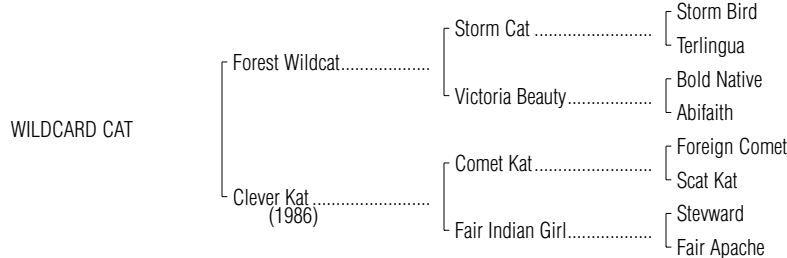 Storm Bird
Storm Cat ........................
Terlingua
Forest Wildcat...................
Bold Native
Victoria Beauty.................
Abifaith
WILDCARD CAT
Foreign Comet
Comet Kat.........................
Scat Kat
Clever Kat.........................
(1986)
Stevward
Fair Indian Girl..................
Fair Apache